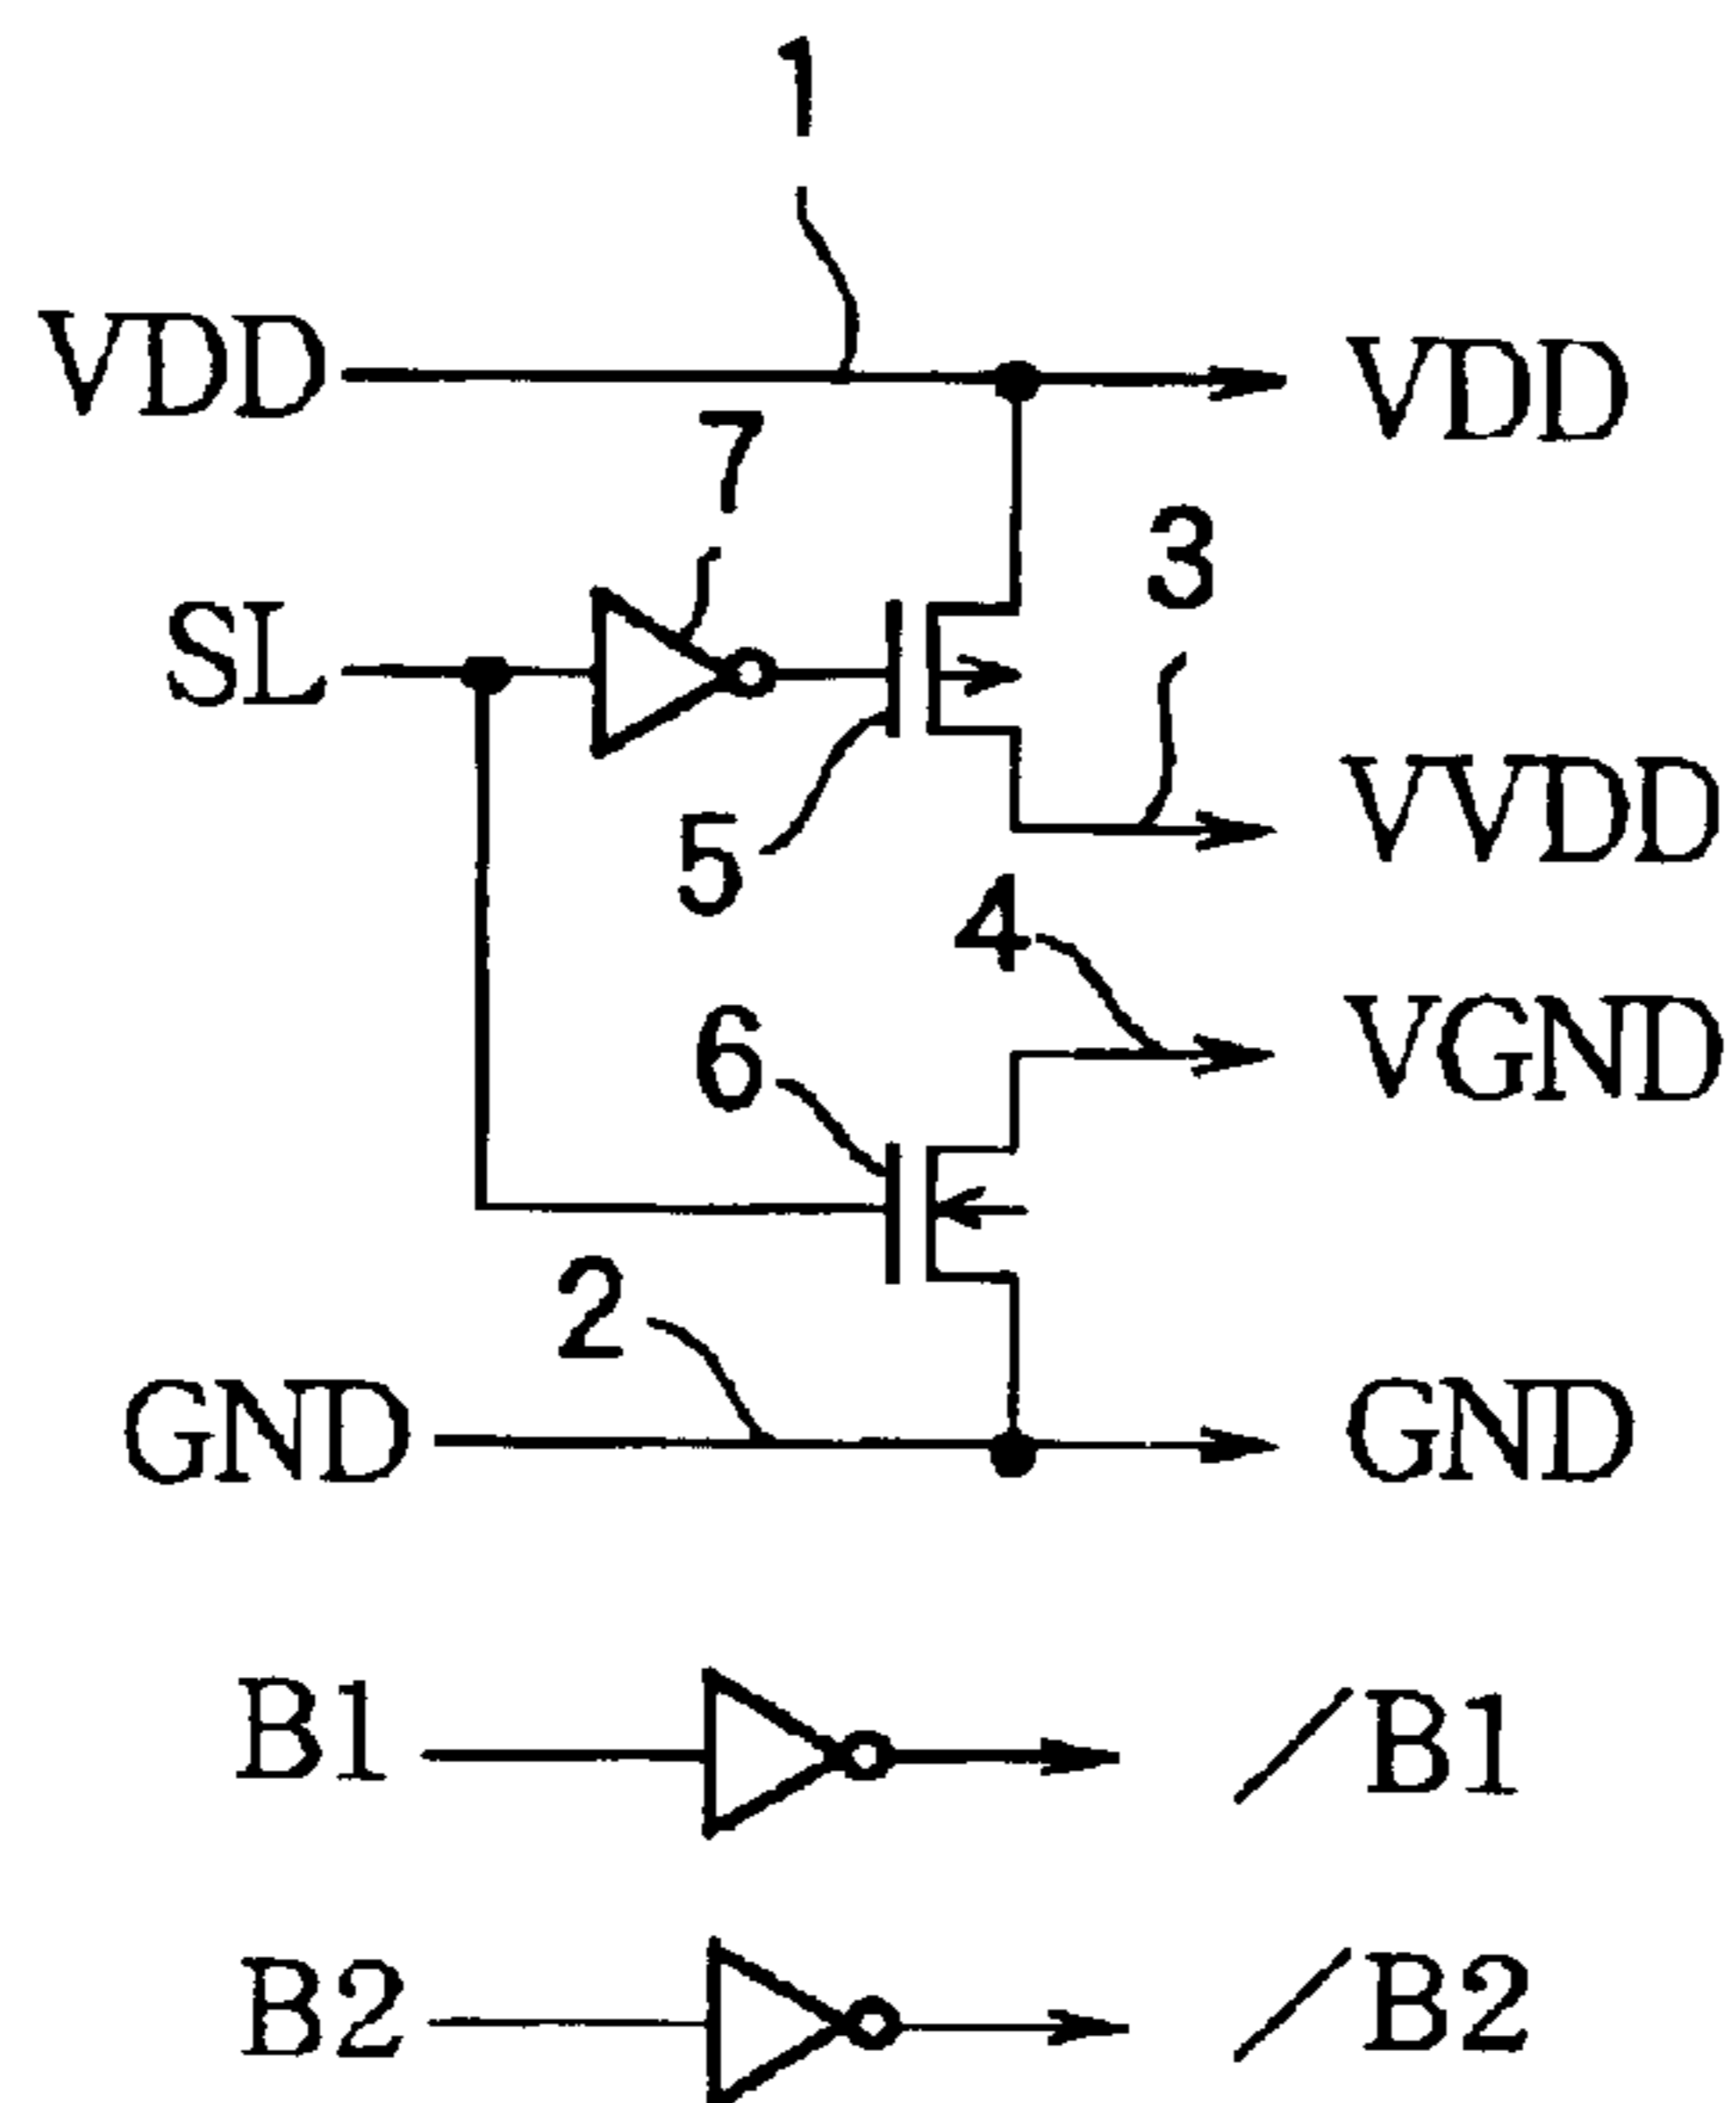 1
VDD VDD
7
3
SL
5
VVDD
4
6
VGND
2
GND GND
B1 /B1
B2 /B2